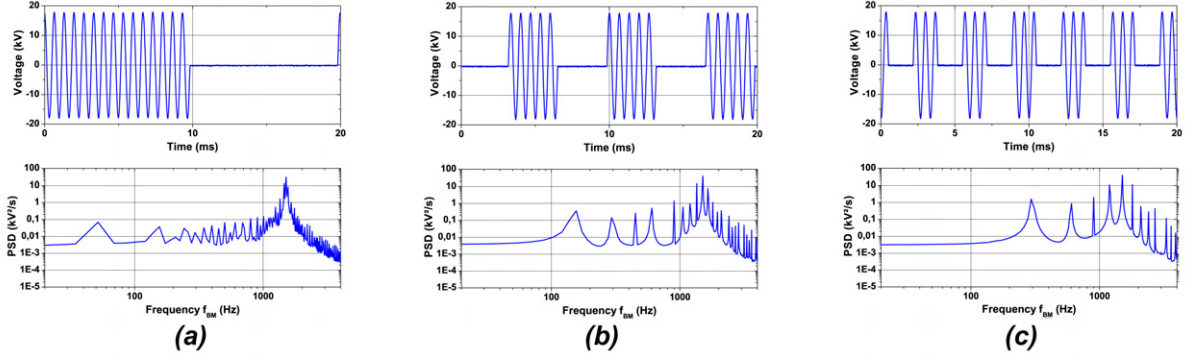 20
10
0
-10
-20
Voltage (kV)
0 10 20
Time (ms)
100
10
1
0,1
0,01
1E-3
1E-4
1E-5
PSD (kV²/s)
100 1000
Frequency fBM (Hz)
(a)
20
10
0
-10
-20
Voltage (kV)
0 10 20
Time (ms)
100
10
1
0,1
0,01
1E-3
1E-4
1E-5
PSD (kV²/s)
100 1000
Frequency fBM (Hz)
(b)
20
10
0
-10
-20
Voltage (kV)
0 5 10 15 20
Time (ms)
100
10
1
0,1
0,01
1E-3
1E-4
1E-5
PSD (kV²/s)
100 1000
Frequency fBM (Hz)
(c)